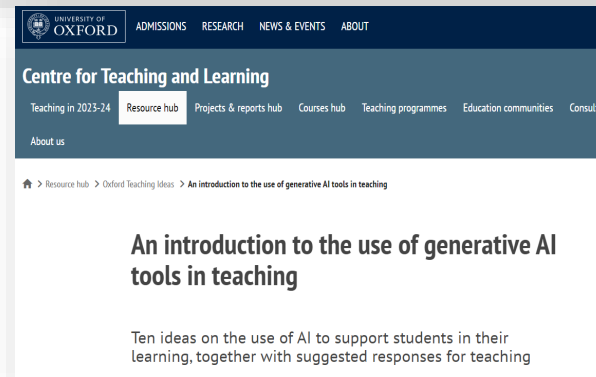 UNIVERSITY OF
OXFORD
ADMISSIONS RESEARCH NEWS & EVENTS ABOUT
Centre for Teaching and Learning
Teaching in 2023-24 Resource hub Projects & reports hub Courses hub Teaching programmes Education communities Consul
About us
> Resource hub > Oxford Teaching Ideas > An introduction to the use of generative AI tools in teaching
An introduction to the use of generative AI
tools in teaching
Ten ideas on the use of AI to support students in their
learning, together with suggested responses for teaching